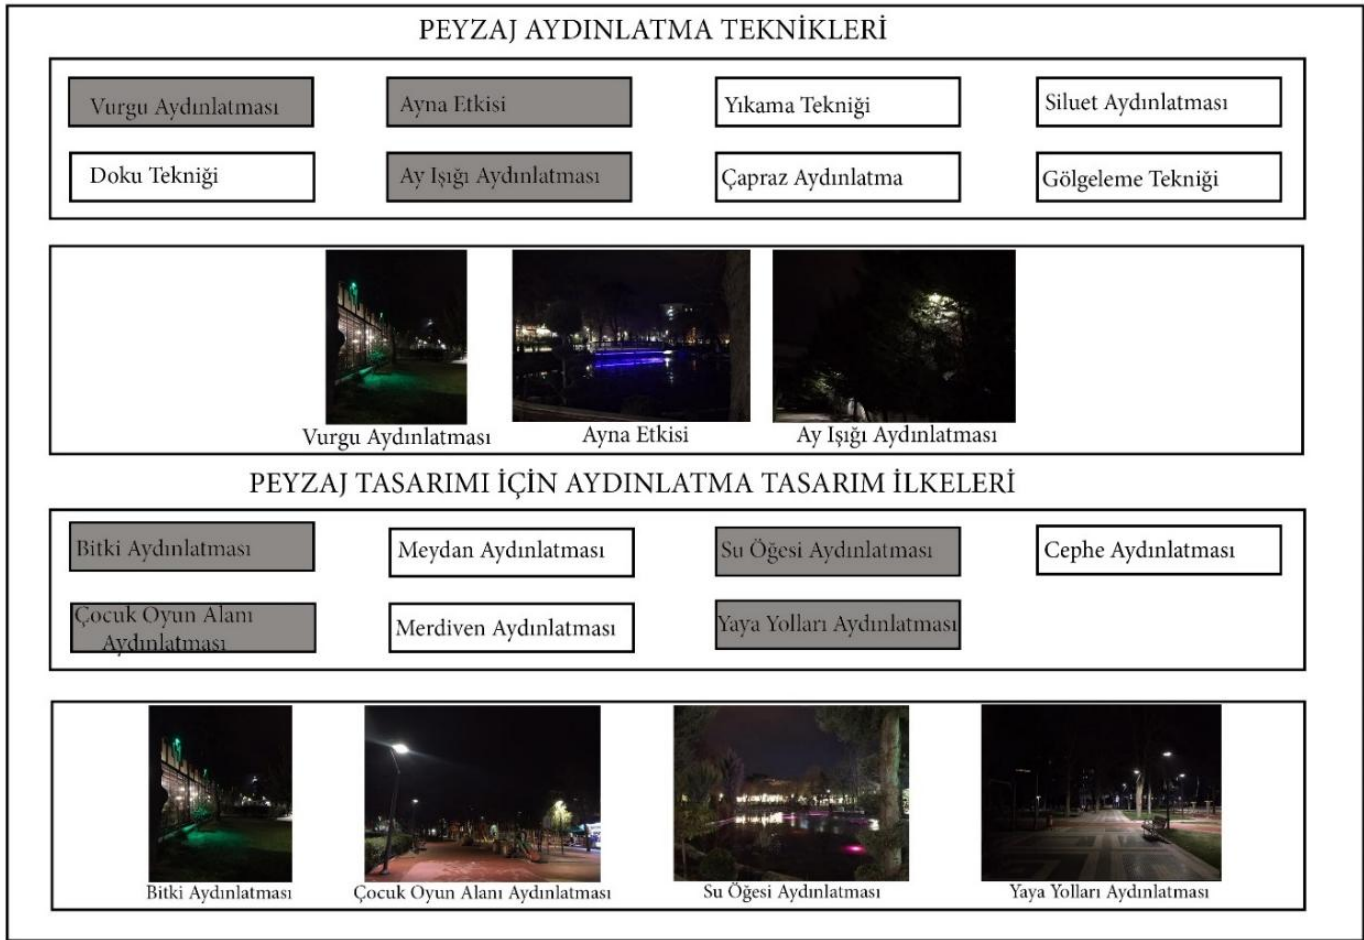 PEYZAJ AYDINLATMA TEKNİKLERİ
Vurgu Aydınlatması
Ayna Etkisi
Yıkama Tekniği
Siluet Aydınlatması
Doku Tekniği
Ay Işığı Aydınlatması
Çapraz Aydınlatma
Gölgeleme Tekniği
Vurgu Aydınlatması
Ayna Etkisi
Ay Işığı Aydınlatması
PEYZAJ TASARIMI İÇİN AYDINLATMA TASARIM İLKELERİ
Bitki Aydınlatması
Meydan Aydınlatması
Su Öğesi Aydınlatması
Cephe Aydınlatması
Çocuk Oyun Alanı
Aydınlatması
Merdiven Aydınlatması
Yaya Yolları Aydınlatması
Bitki Aydınlatması
Çocuk Oyun Alanı Aydınlatması
Su Öğesi Aydınlatması
Yaya Yolları Aydınlatması